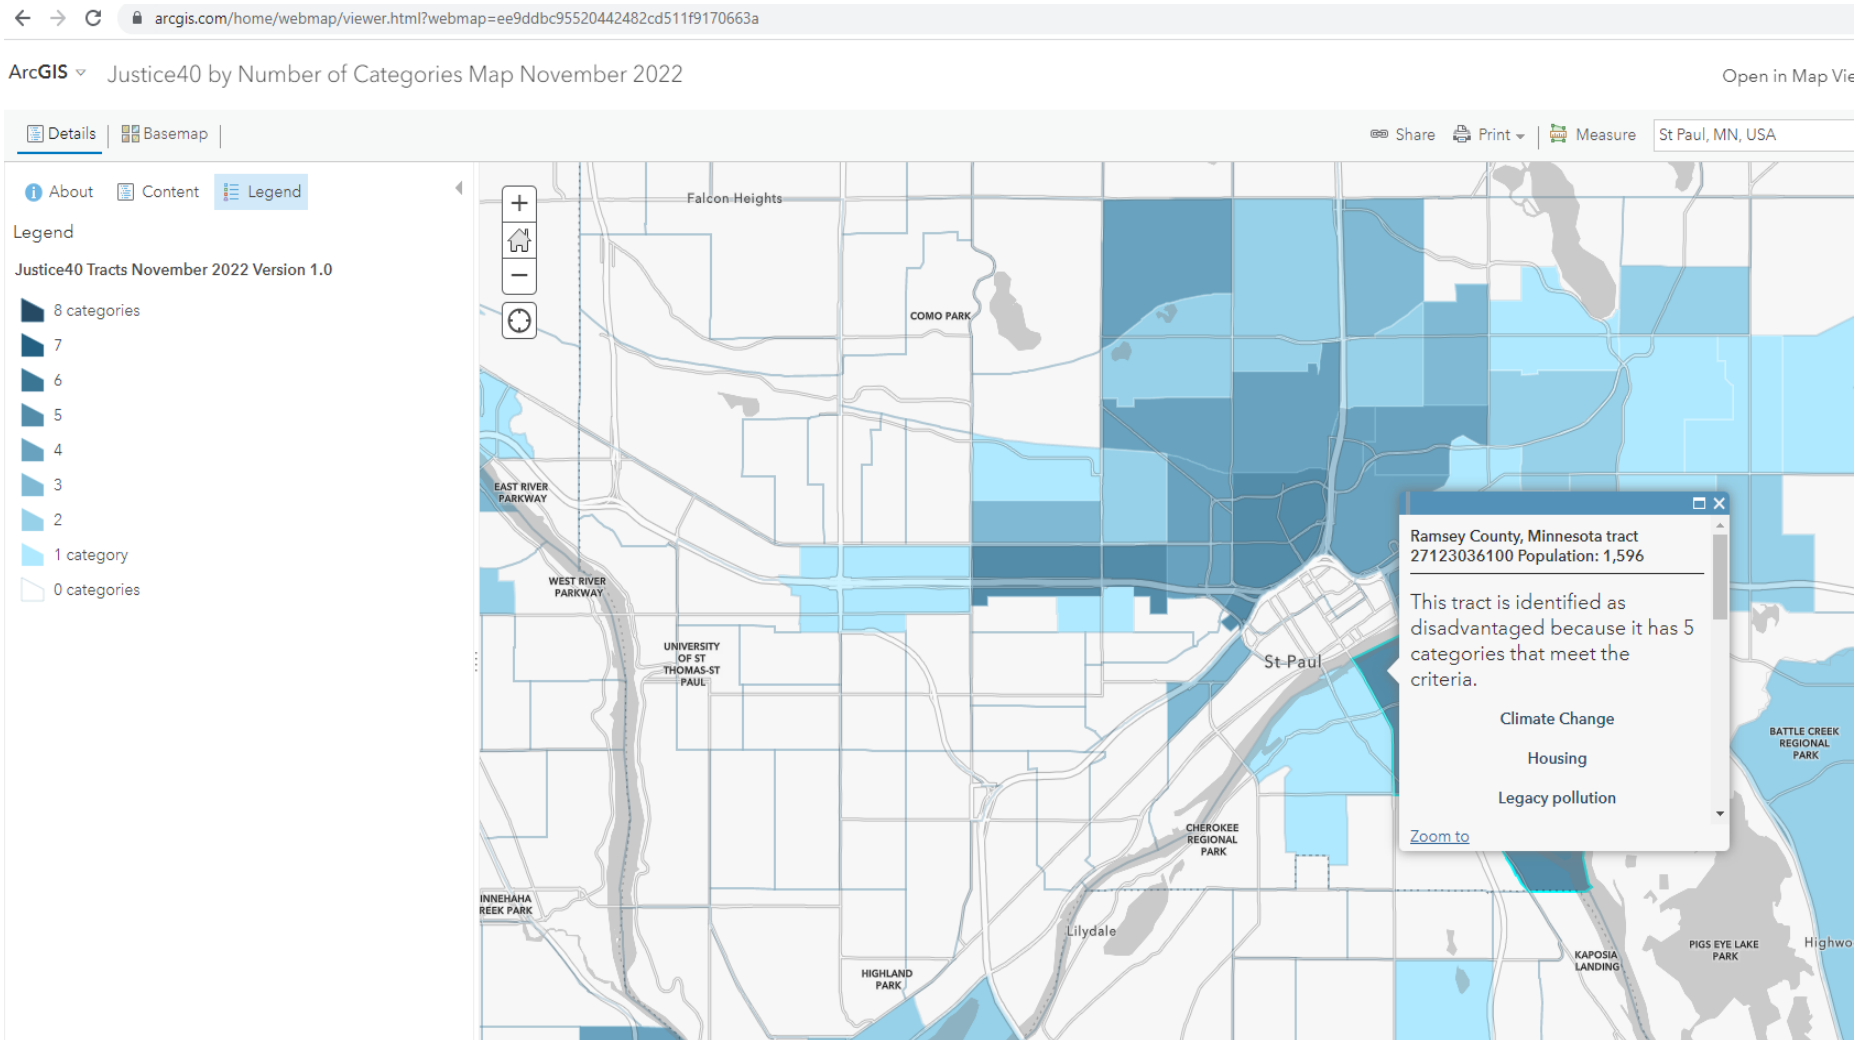 arcgis.com/home/webmap/viewer.html?webmap=ee9ddbc95520442482cd511f9170663a
ArcGIS
Justice40 by Number of Categories Map November 2022
Open in Map Vie
Details
Basemap
Share
Print
Measure
St Paul, MN, USA
About
Content
Legend
Legend
Justice40 Tracts November 2022 Version 1.0
8 categories
7
6
5
4
3
2
1 category
0 categories
Falcon Heights
COMO PARK
EAST RIVER
PARKWAY
WEST RIVER
PARKWAY
UNIVERSITY
OF ST
THOMAS-ST
PAUL
St Paul
Ramsey County, Minnesota tract
27123036100 Population: 1,596
This tract is identified as
disadvantaged because it has 5
categories that meet the
criteria.
Climate Change
Housing
Legacy pollution
Zoom to
BATTLE CREEK
REGIONAL
PARK
CHEROKEE
REGIONAL
PARK
INNEHAHA
REEK PARK
Lilydale
HIGHLAND
PARK
KAPOSIA
LANDING
PIGS EYE LAKE
PARK
Highwo